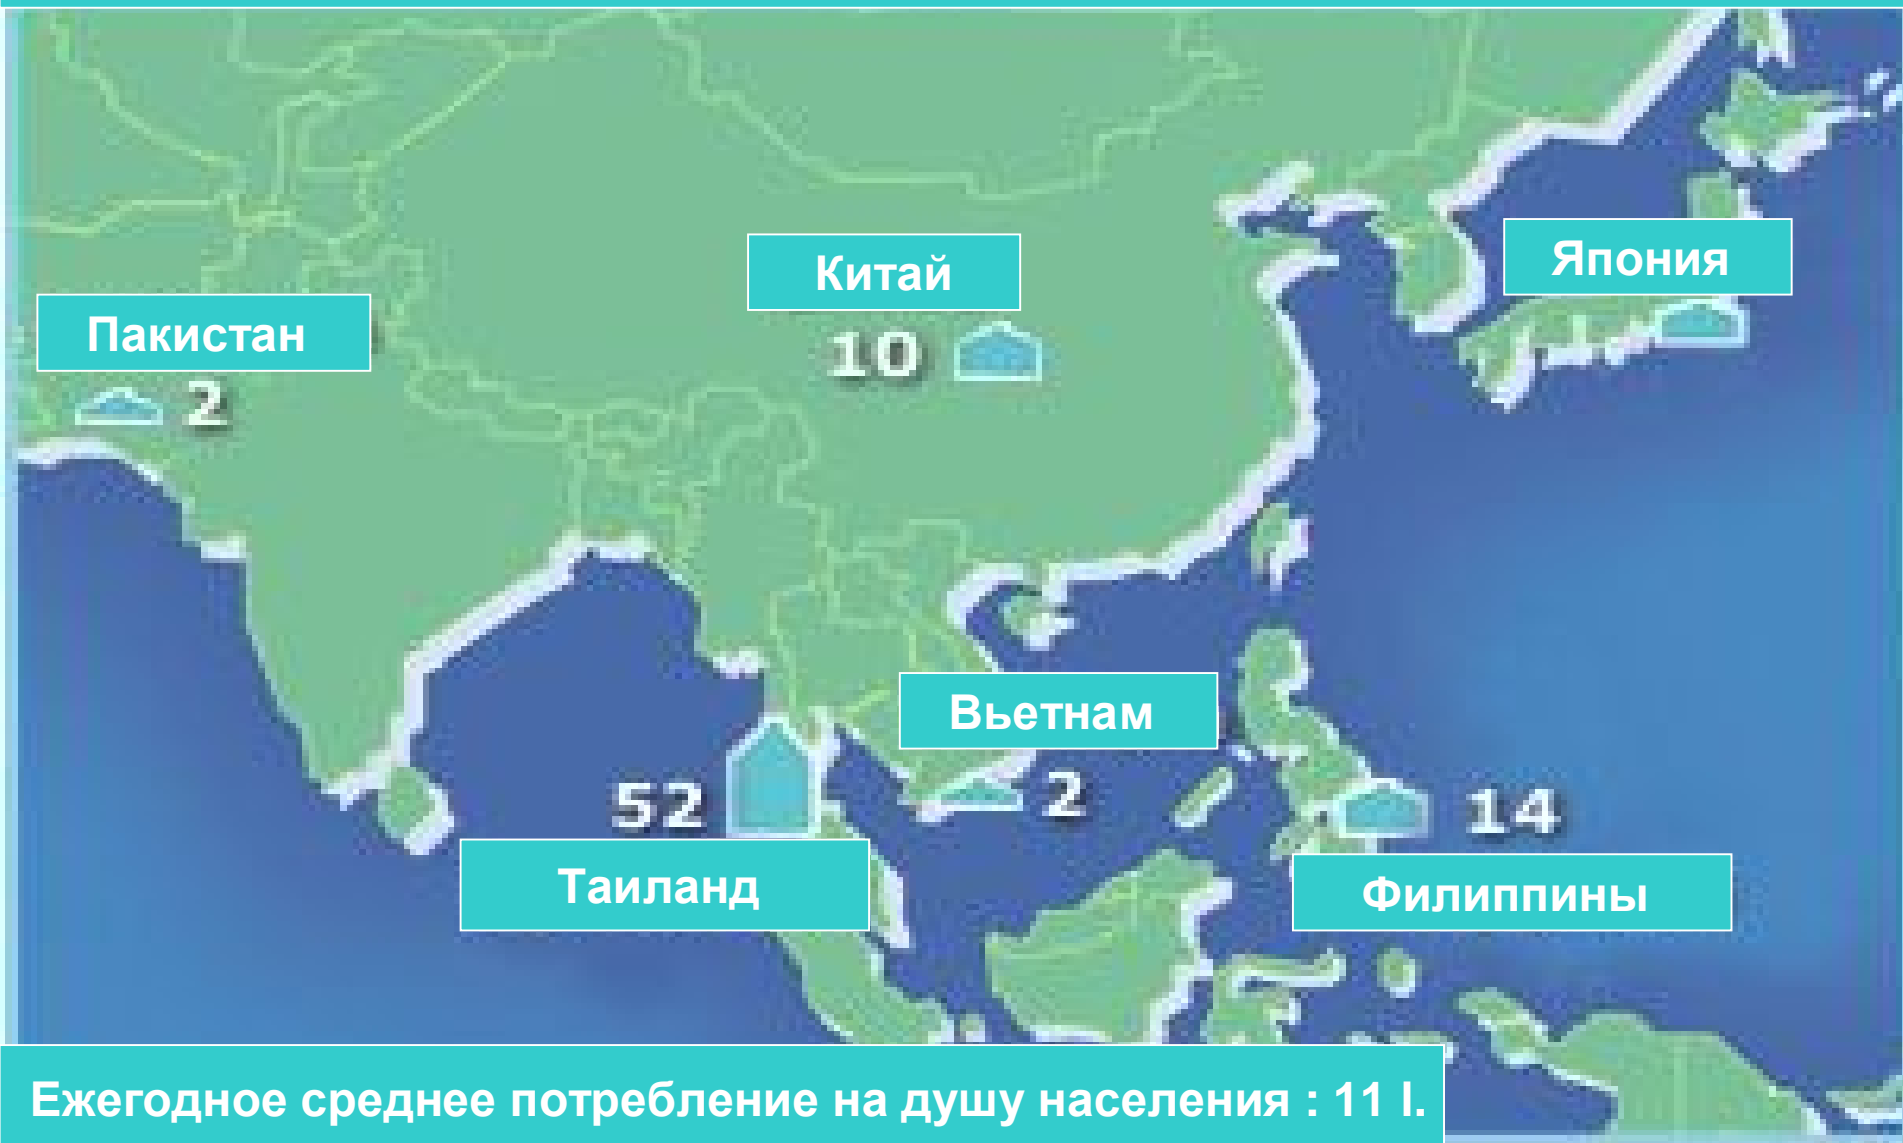 Китай
10
Япония
Пакистан
2
Вьетнам
2
52
Таиланд
14
Филиппины
Ежегодное среднее потребление на душу населения : 11 l.